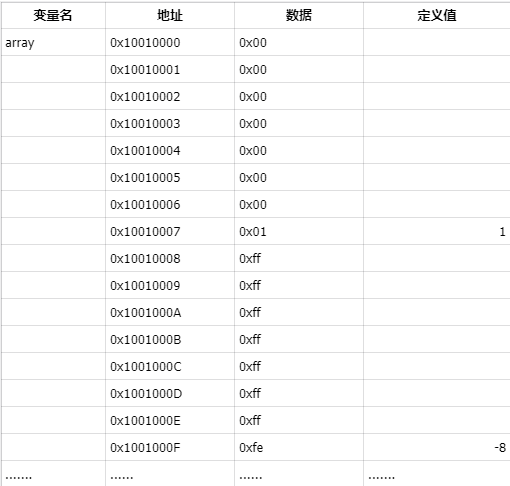 变量名 地址 数据 定义值
array 0x10010000 0x00
0x10010001 0x00
0x10010002 0x00
0x10010003 0x00
0x10010004 0x00
0x10010005 0x00
0x10010006 0x00
0x10010007 0x01 1
0x10010008 0xff
0x10010009 0xff
0x1001000A 0xff
0x1001000B 0xff
0x1001000C 0xff
0x1001000D 0xff
0x1001000E 0xff
0x1001000F 0xfe -8
....... ...... ...... .......